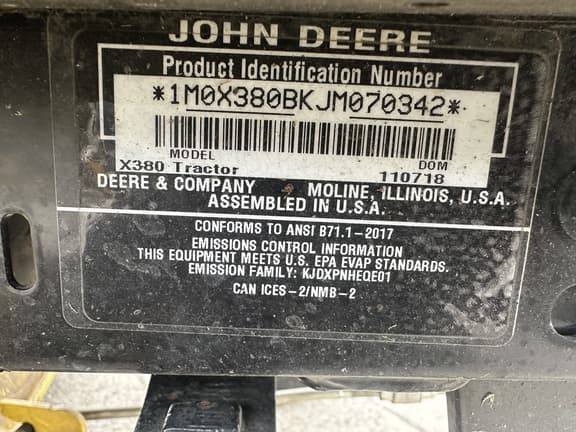 JOHN DEERE
Product Identification Number
*1M0X380BKJM070342*
MODEL DOM
X380 Tractor 110718
DEERE & COMPANY MOLINE, ILLINOIS, U.S.A.
ASSEMBLED IN U.S.A.
CONFORMS TO ANSI B71.1-2017
EMISSIONS CONTROL INFORMATION
THIS EQUIPMENT MEETS U.S. EPA EVAP STANDARDS.
EMISSION FAMILY: KJDXPNHEQE01
CAN ICES-2/NMB-2